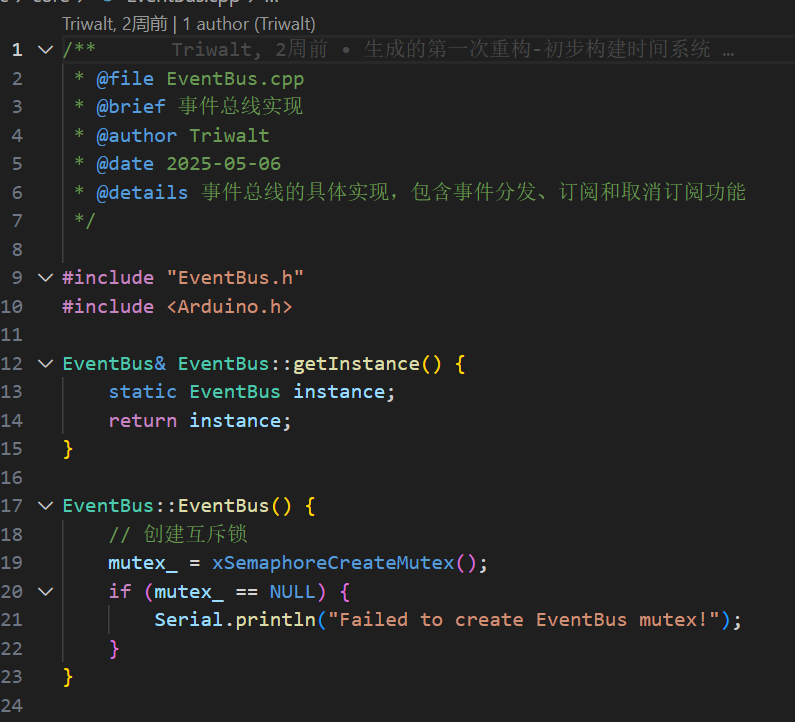 Triwalt, 2周前 | 1 author (Triwalt)
1 /** Triwalt, 2周前 • 生成的第一次重构-初步构建时间系统 …
2 * @file EventBus.cpp
3 * @brief 事件总线实现
4 * @author Triwalt
5 * @date 2025-05-06
6 * @details 事件总线的具体实现，包含事件分发、订阅和取消订阅功能
7 */
8
9 #include "EventBus.h"
10 #include <Arduino.h>
11
12 EventBus& EventBus::getInstance() {
13 static EventBus instance;
14 return instance;
15 }
16
17 EventBus::EventBus() {
18 // 创建互斥锁
19 mutex_ = xSemaphoreCreateMutex();
20 if (mutex_ == NULL) {
21 Serial.println("Failed to create EventBus mutex!");
22 }
23 }
24